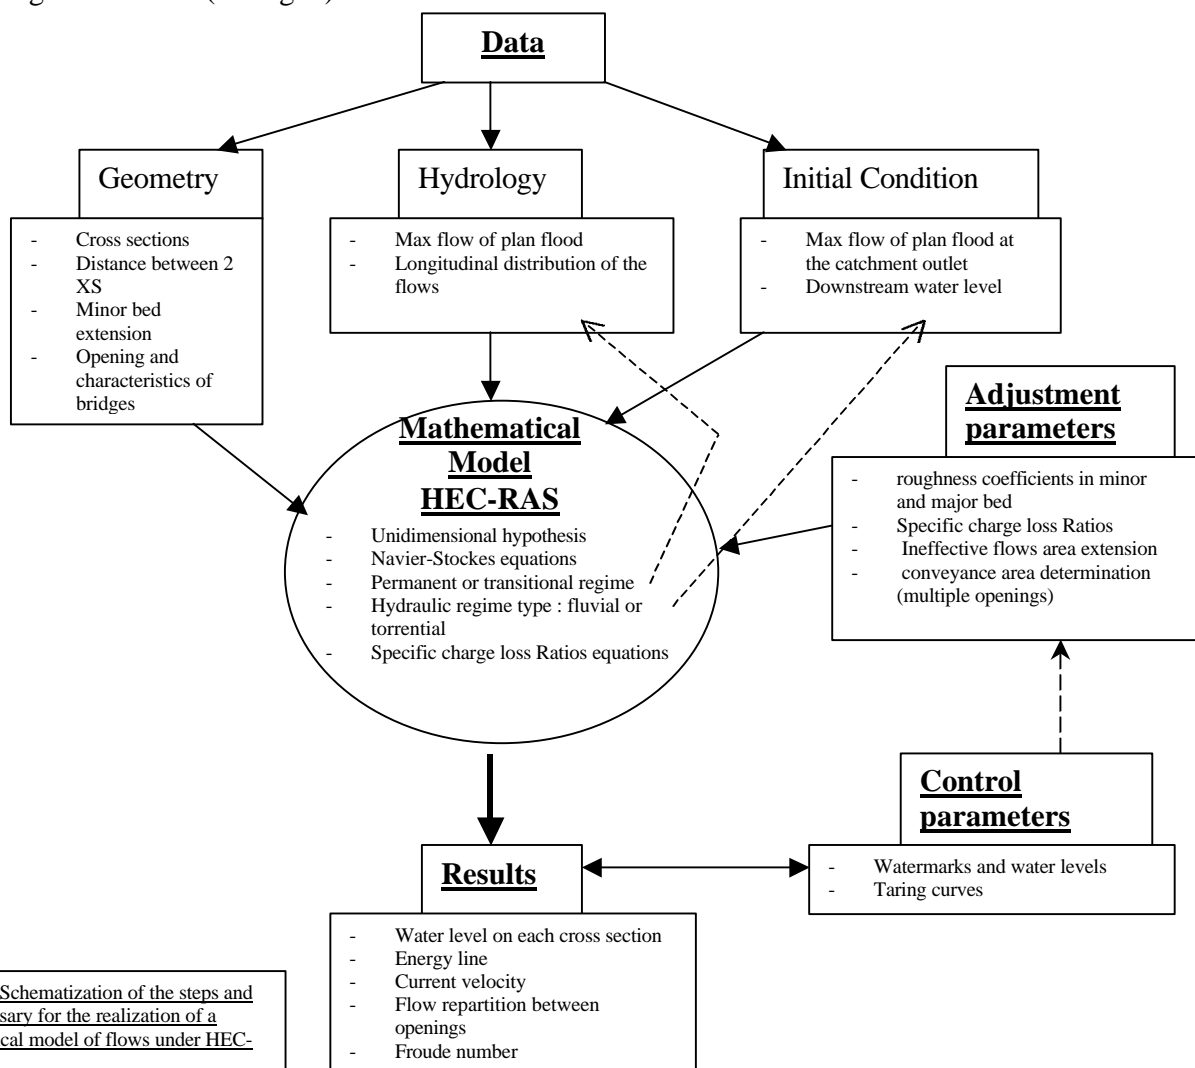 Data
Geometry
- Cross sections
- Distance between 2
XS
- Minor bed
extension
- Opening and
characteristics of
bridges
Hydrology
- Max flow of plan flood
- Longitudinal distribution of the
flows
Initial Condition
- Max flow of plan flood at
the catchment outlet
- Downstream water level
Mathematical
Model
HEC-RAS
- Unidimensional hypothesis
- Navier-Stockes equations
- Permanent or transitional regime
- Hydraulic regime type : fluvial or
torrential
- Specific charge loss Ratios equations
Adjustment
parameters
- roughness coefficients in minor
and major bed
- Specific charge loss Ratios
- Ineffective flows area extension
- conveyance area determination
(multiple openings)
Control
parameters
- Watermarks and water levels
- Taring curves
Results
- Water level on each cross section
- Energy line
- Current velocity
- Flow repartition between
openings
- Froude number
Schematization of the steps and
sary for the realization of a
cal model of flows under HEC-